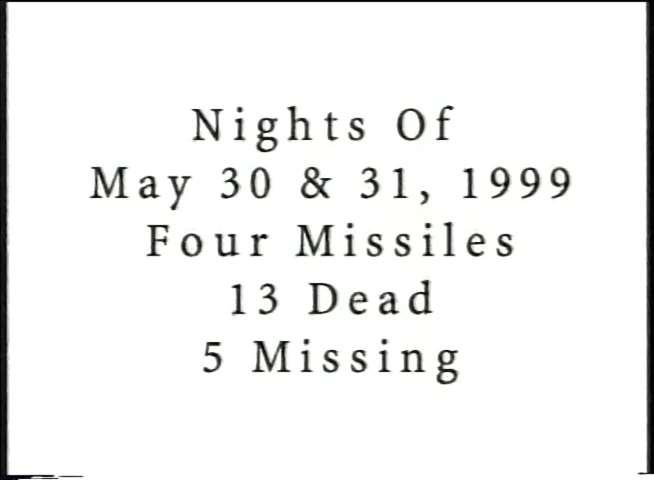 Nights Of
May 30 & 31, 1999
Four Missiles
13 Dead
5 Missing